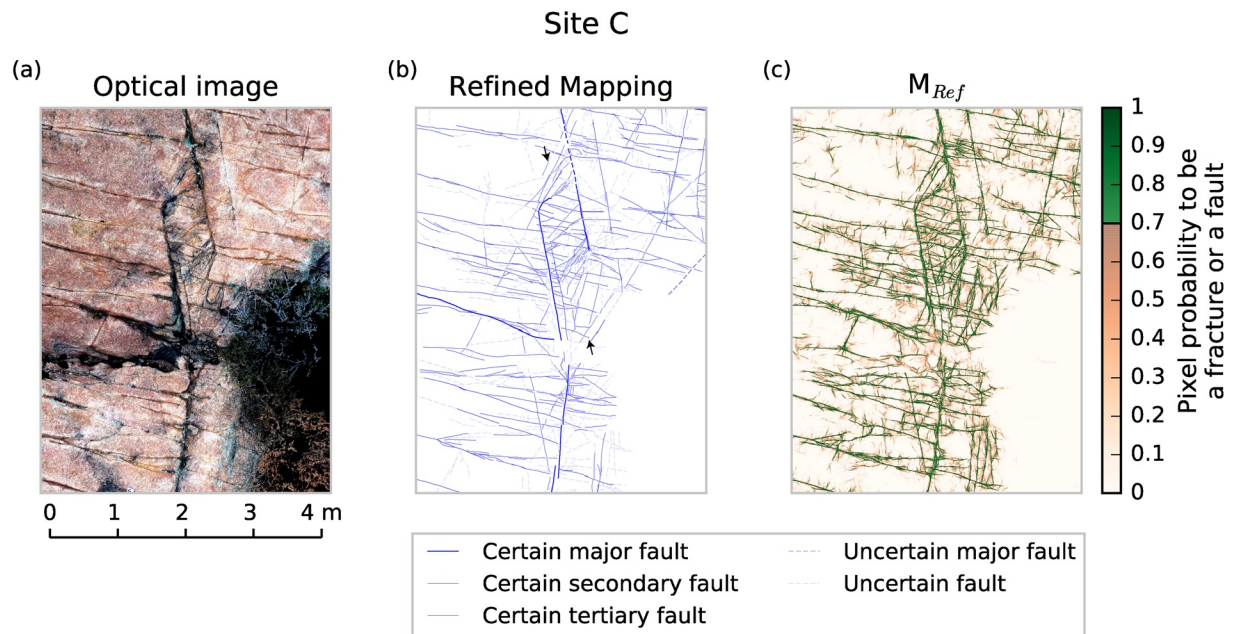 Site C
(a)
Optical image
(b)
Refined Mapping
(c)
M_Ref
1
0.9
0.8
0.7
0.6
0.5
0.4
0.3
0.2
0.1
0
Pixel probability to be
a fracture or a fault
0 1 2 3 4 m
Certain major fault
Certain secondary fault
Certain tertiary fault
Uncertain major fault
Uncertain fault